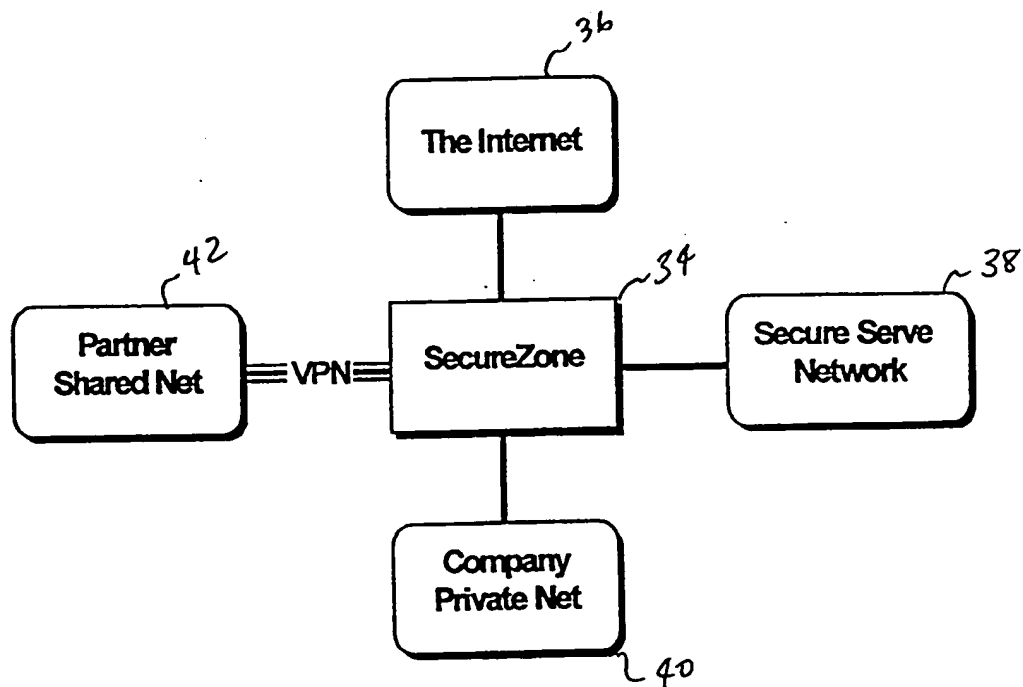 36
The Internet
42
34
38
Partner
Shared Net
VPN
SecureZone
Secure Serve
Network
Company
Private Net
40